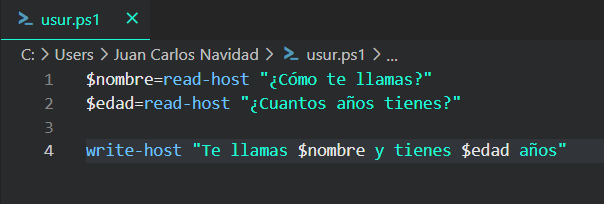 usur.ps1
C: > Users > Juan Carlos Navidad > usur.ps1 > ...
1 $nombre=read-host "¿Cómo te llamas?"
2 $edad=read-host "¿Cuantos años tienes?"
3
4 write-host "Te llamas $nombre y tienes $edad años"